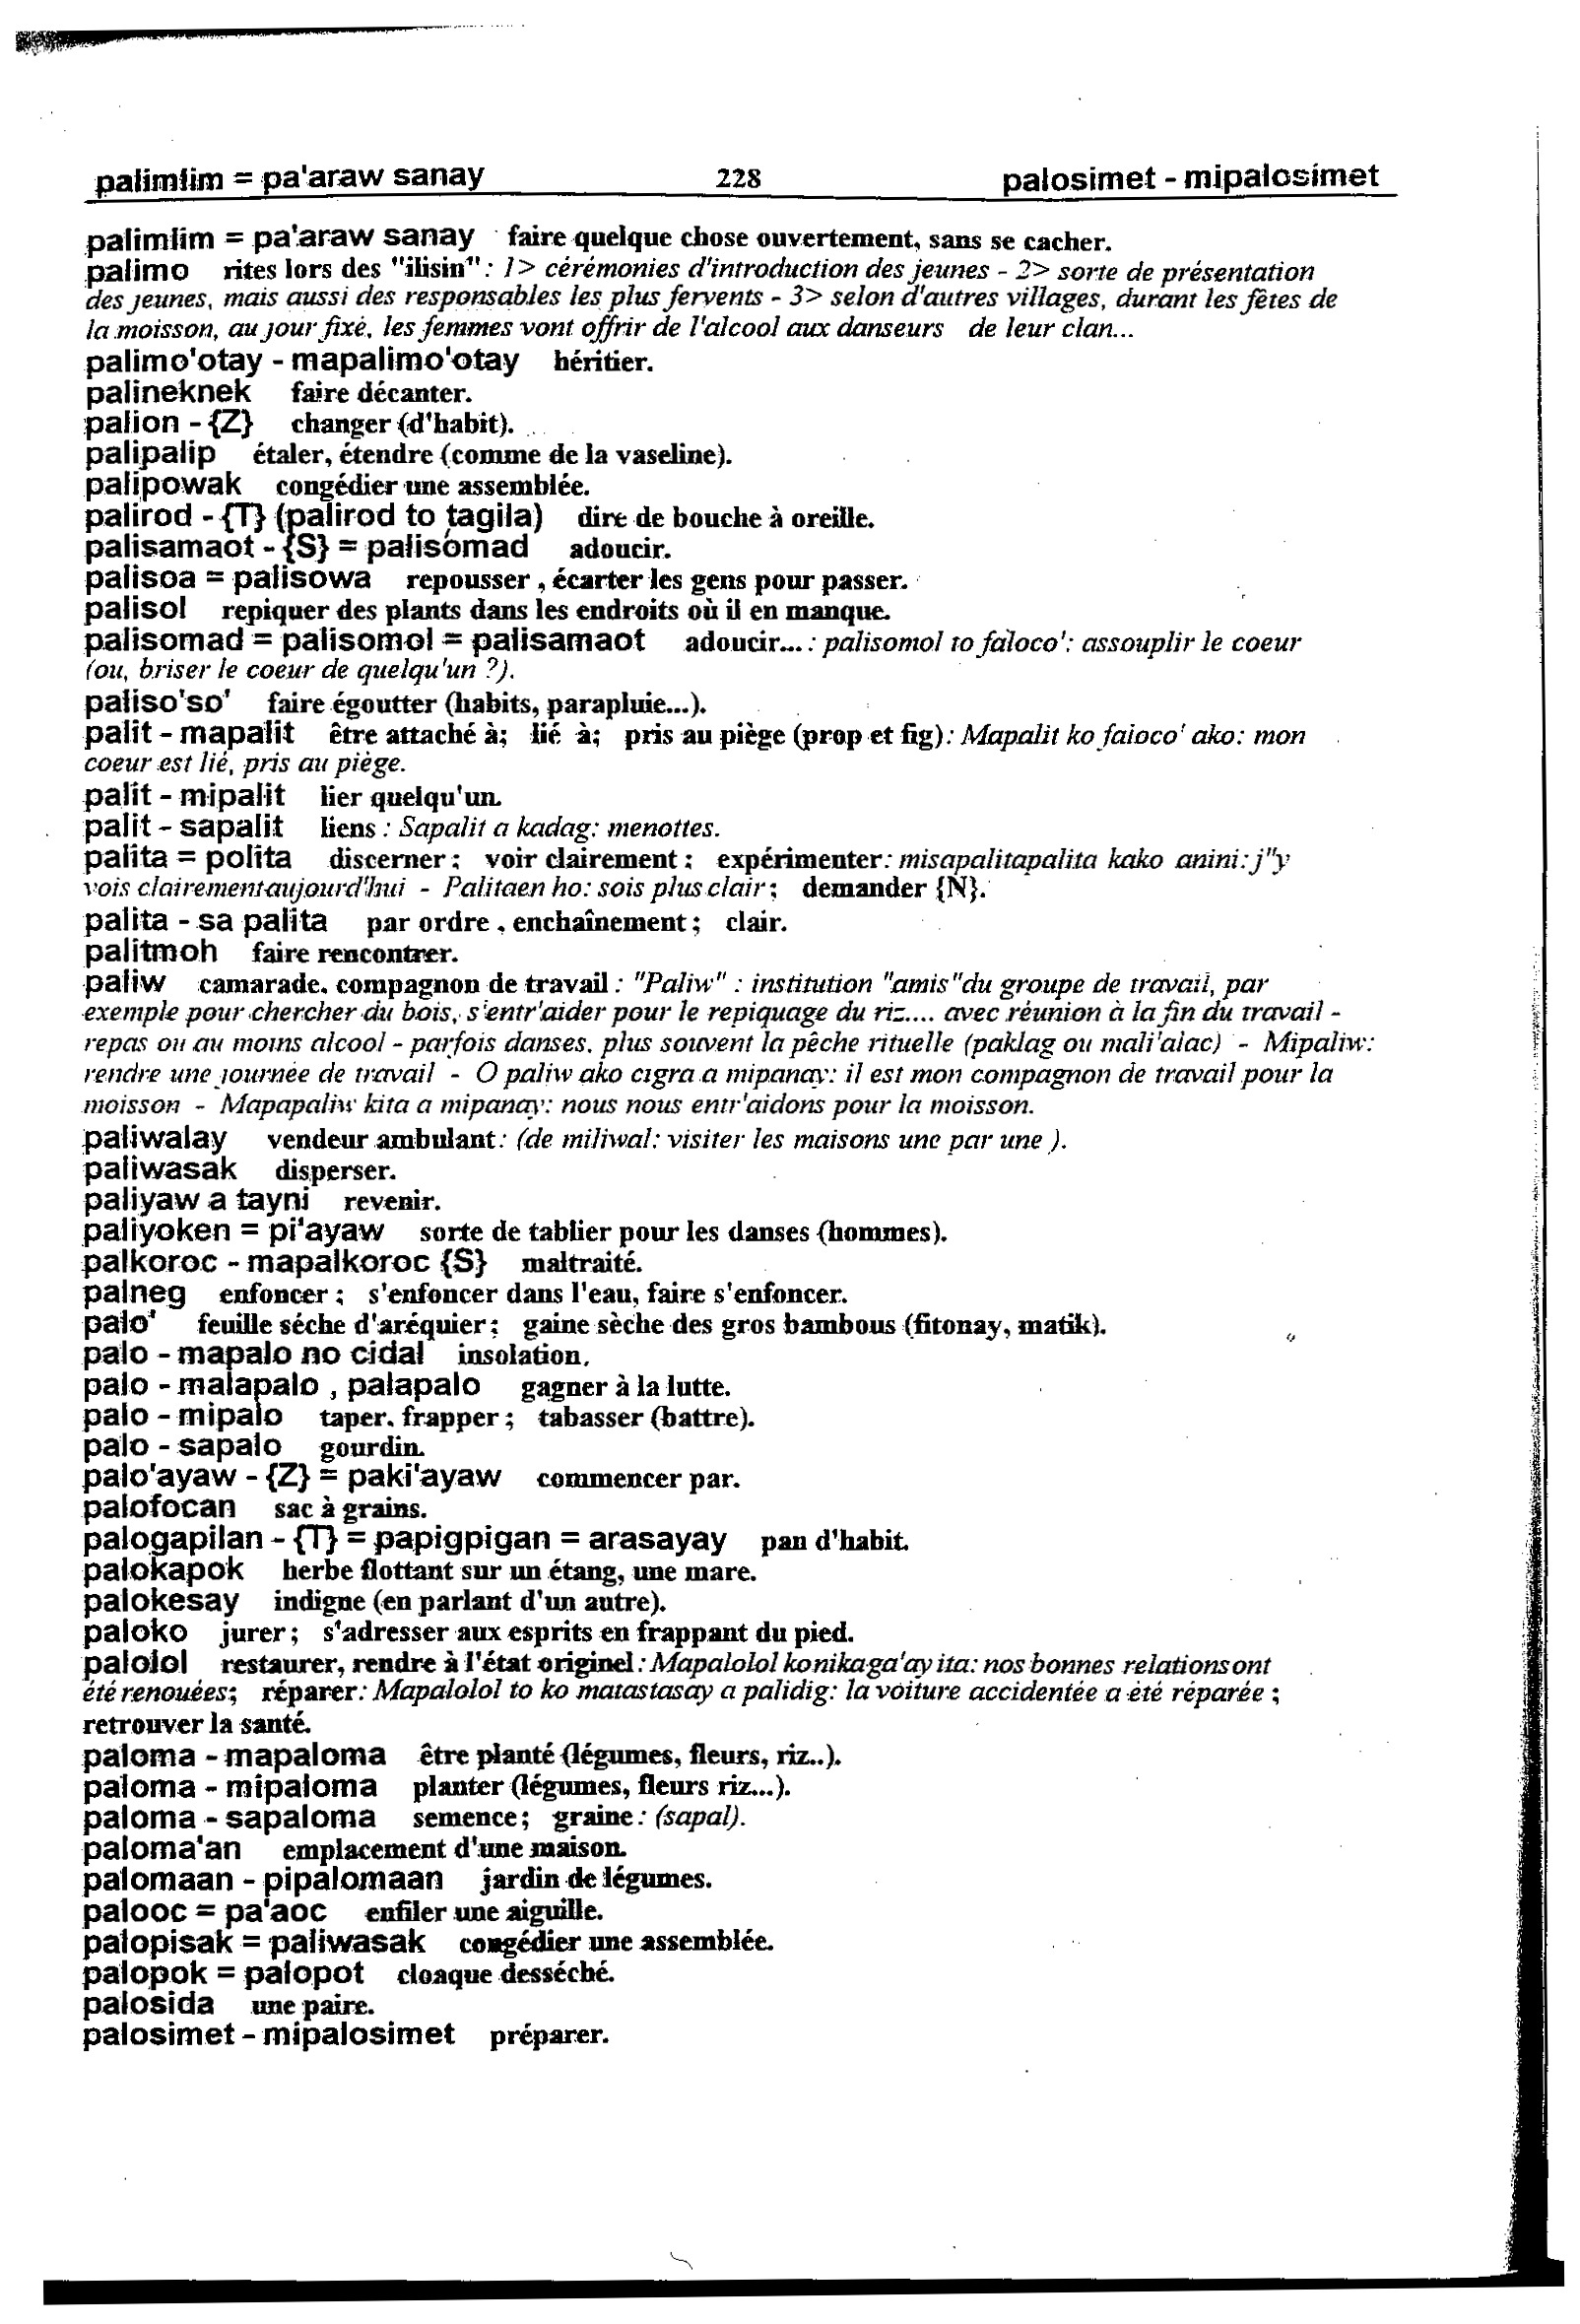 palimlim = pa'araw sanay 228 palosimet - mipalosimet
palimlim = pa'araw sanay faire quelque chose ouvertement, sans se cacher.
palimo rites lors des "ilisin" : 1> cérémonies d'introduction des jeunes - 2> sorte de présentation
des jeunes, mais aussi des responsables les plus fervents - 3> selon d'autres villages, durant les fêtes de
la moisson, au jour fixé, les femmes vont offrir de l'alcool aux danseurs de leur clan...
palimo'otay - mapalimo'otay héritier.
palineknek faire décanter.
palion - {Z} changer (d'habit).
palipalip étaler, étendre (comme de la vaseline).
palipowak congédier une assemblée.
palirod - {T} (palirod to tagila) dire de bouche à oreille.
palisamaot - {S} = palisomad adoucir.
palisoa = palisowa repousser , écarter les gens pour passer.
palisol repiquer des plants dans les endroits où il en manque.
palisomad = palisomol = palisamaot adoucir... : palisomol to faloco': assouplir le coeur
(ou, briser le coeur de quelqu'un ?).
paliso'so' faire égoutter (habits, parapluie...).
palit - mapalit être attaché à; lié à; pris au piège (prop et fig): Mapalit ko faloco' ako: mon
coeur est lié, pris au piège.
palit - mipalit lier quelqu'un.
palit - sapalit liens : Sapalit a kadag: menottes.
palita = polita discerner ; voir clairement ; expérimenter: misapalitapalita kako anini: j"y
vois clairement aujourd'hui - Palitaen ho: sois plus clair ; demander {N}.
palita - sa palita par ordre , enchaînement ; clair.
palitmoh faire rencontrer.
paliw camarade, compagnon de travail : "Paliw" : institution "amis"du groupe de travail, par
exemple pour chercher du bois, s'entr'aider pour le repiquage du riz.... avec réunion à la fin du travail -
repas ou au moins alcool - parfois danses, plus souvent la pêche rituelle (paklag ou mali'alac) - Mipaliw:
rendre une journée de travail - O paliw ako cigra a mipanay: il est mon compagnon de travail pour la
moisson - Mapapaliw kita a mipanay: nous nous entr'aidons pour la moisson.
paliwalay vendeur ambulant : (de miliwal: visiter les maisons une par une ).
paliwasak disperser.
paliyaw a tayni revenir.
paliyoken = pi'ayaw sorte de tablier pour les danses (hommes).
palkoroc - mapalkoroc {S} maltraité.
palneg enfoncer ; s'enfoncer dans l'eau, faire s'enfoncer.
palo' feuille séche d'aréquier ; gaine sèche des gros bambous (fitonay, matik).
palo - mapalo no cidal insolation.
palo - malapalo , palapalo gagner à la lutte.
palo - mipalo taper, frapper ; tabasser (battre).
palo - sapalo gourdin.
palo'ayaw - {Z} = paki'ayaw commencer par.
palofocan sac à grains.
palogapilan - {T} = papigpigan = arasayay pan d'habit.
palokapok herbe flottant sur un étang, une mare.
palokesay indigne (en parlant d'un autre).
paloko jurer ; s'adresser aux esprits en frappant du pied.
palolol restaurer, rendre à l'état originel : Mapalolol ko nika ga'ay ita: nos bonnes relations ont
été renouées; réparer: Mapalolol to ko matastasay a palidig: la voiture accidentée a été réparée ;
retrouver la santé.
paloma - mapaloma être planté (légumes, fleurs, riz..).
paloma - mipaloma planter (légumes, fleurs riz...).
paloma - sapaloma semence ; graine : (sapal).
paloma'an emplacement d'une maison.
palomaan - pipalomaan jardin de légumes.
palooc = pa'aoc enfiler une aiguille.
palopisak = paliwasak congédier une assemblée.
palopok = palopot cloaque desséché.
palosida une paire.
palosimet - mipalosimet préparer.